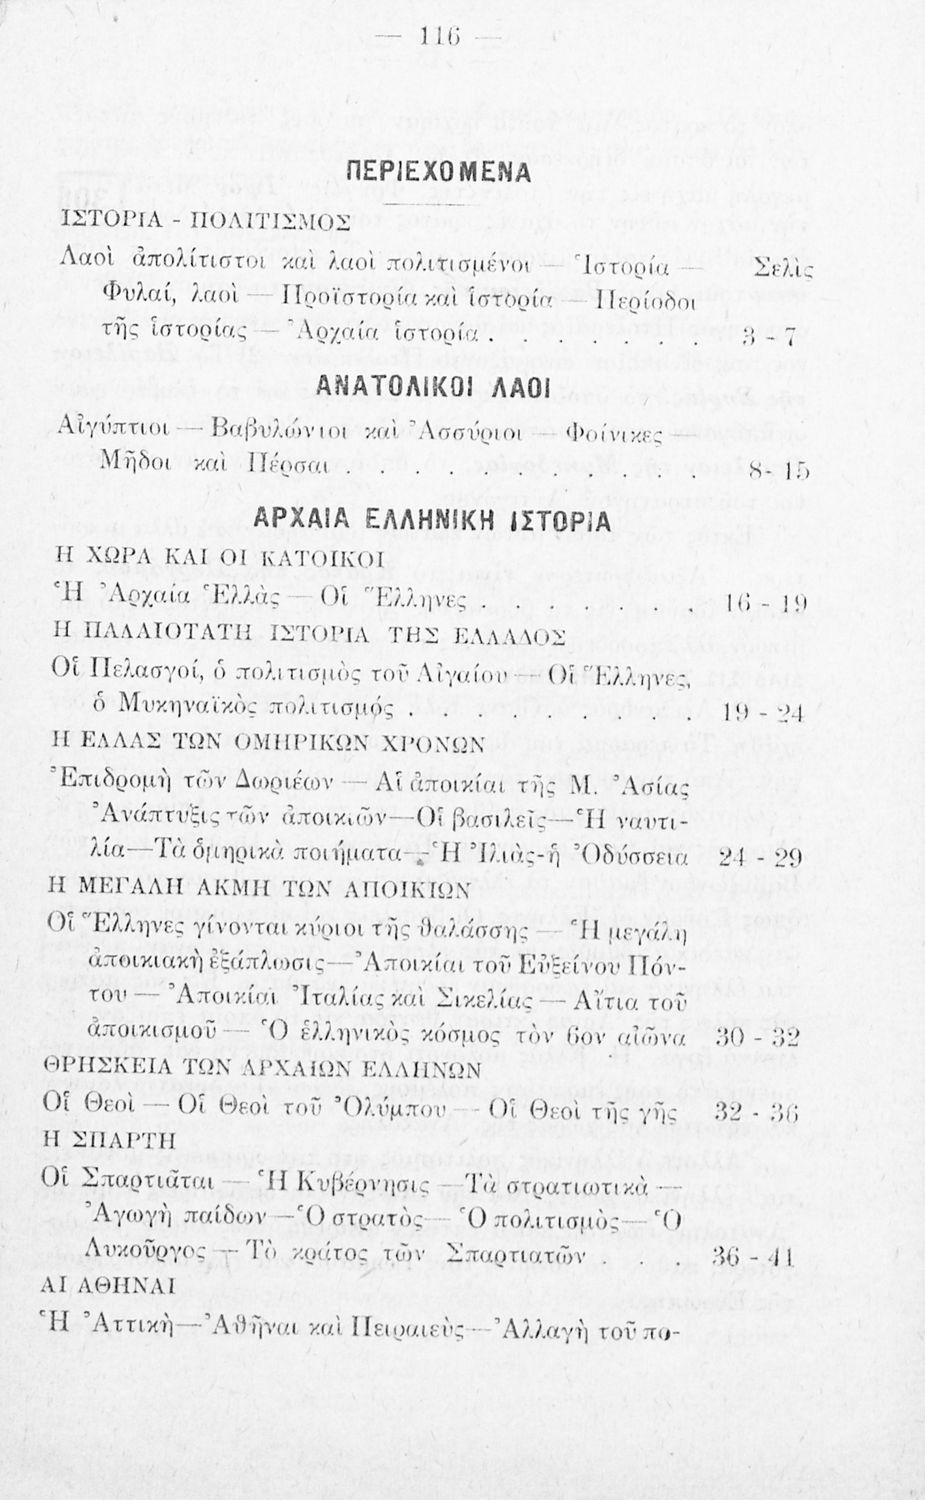 — 116 —
ΠΕΡΙΕΧΟΜΕΝΑ
ΙΣΤΟΡΙΑ - ΠΟΛΙΤΙΣΜΟΣ
Λαοὶ ἀπολίτιστοι καὶ λαοὶ πολιτισμένοι — Ἱστορία — Σελὶς
Φυλαί, λαοὶ — Προϊστορία καὶ ἱστορία — Περίοδοι
τῆς ἱστορίας — Ἀρχαία ἱστορία . . . . . . . 3 - 7
ΑΝΑΤΟΛΙΚΟΙ ΛΑΟΙ
Αἰγύπτιοι — Βαβυλώνιοι καὶ Ἀσσύριοι — Φοίνικες —
Μῆδοι καὶ Πέρσαι . . . . . . . . . . . 8- 15
ΑΡΧΑΙΑ ΕΛΛΗΝΙΚΗ ΙΣΤΟΡΙΑ
Η ΧΩΡΑ ΚΑΙ ΟΙ ΚΑΤΟΙΚΟΙ
Ἡ Ἀρχαία Ἑλλὰς — Οἱ Ἕλληνες . . . . . . . 16 - 19
Η ΠΑΛΑΙΟΤΑΤΗ ΙΣΤΟΡΙΑ ΤΗΣ ΕΛΛΑΔΟΣ
Οἱ Πελασγοί, ὁ πολιτισμὸς τοῦ Αἰγαίου — Οἱ Ἕλληνες,
ὁ Μυκηναϊκὸς πολιτισμός . . . . . . . . . 19 - 24
Η ΕΛΛΑΣ ΤΩΝ ΟΜΗΡΙΚΩΝ ΧΡΟΝΩΝ
Ἐπιδρομὴ τῶν Δωριέων — Αἱ ἀποικίαι τῆς Μ. Ἀσίας
Ἀνάπτυξις τῶν ἀποικιῶν—Οἱ βασιλεῖς—Ἡ ναυτι-
λία—Τὰ ὁμηρικὰ ποιήματα—Ἡ Ἰλιὰς-ἡ Ὀδύσσεια 24 - 29
Η ΜΕΓΑΛΗ ΑΚΜΗ ΤΩΝ ΑΠΟΙΚΙΩΝ
Οἱ Ἕλληνες γίνονται κύριοι τῆς θαλάσσης — Ἡ μεγάλη
ἀποικιακὴ ἐξάπλωσις—Ἀποικίαι τοῦ Εὐξείνου Πόν-
του — Ἀποικίαι Ἰταλίας καὶ Σικελίας — Αἴτια τοῦ
ἀποικισμοῦ — Ὁ ἑλληνικὸς κόσμος τὸν 6ον αἰῶνα 30 - 32
ΘΡΗΣΚΕΙΑ ΤΩΝ ΑΡΧΑΙΩΝ ΕΛΛΗΝΩΝ
Οἱ Θεοὶ — Οἱ Θεοὶ τοῦ Ὀλύμπου — Οἱ Θεοὶ τῆς γῆς 32 - 36
Η ΣΠΑΡΤΗ
Οἱ Σπαρτιᾶται — Ἡ Κυβέρνησις — Τὰ στρατιωτικὰ —
Ἀγωγὴ παίδων — Ὁ στρατὸς — Ὁ πολιτισμὸς — Ὁ
Λυκοῦργος — Τὸ κράτος τῶν Σπαρτιατῶν . . . 36 - 41
ΑΙ ΑΘΗΝΑΙ
Ἡ Ἀττικὴ—Ἀθῆναι καὶ Πειραιεὺς—Ἀλλαγὴ τοῦ πο-